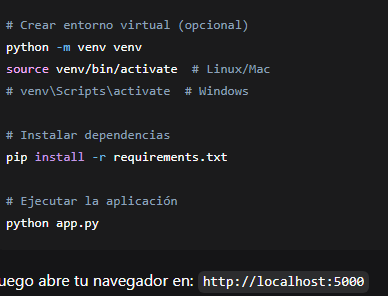 # Crear entorno virtual (opcional)
python -m venv venv
source venv/bin/activate  # Linux/Mac
# venv\Scripts\activate  # Windows
# Instalar dependencias
pip install -r requirements.txt
# Ejecutar la aplicación
python app.py
uego abre tu navegador en: http://localhost:5000